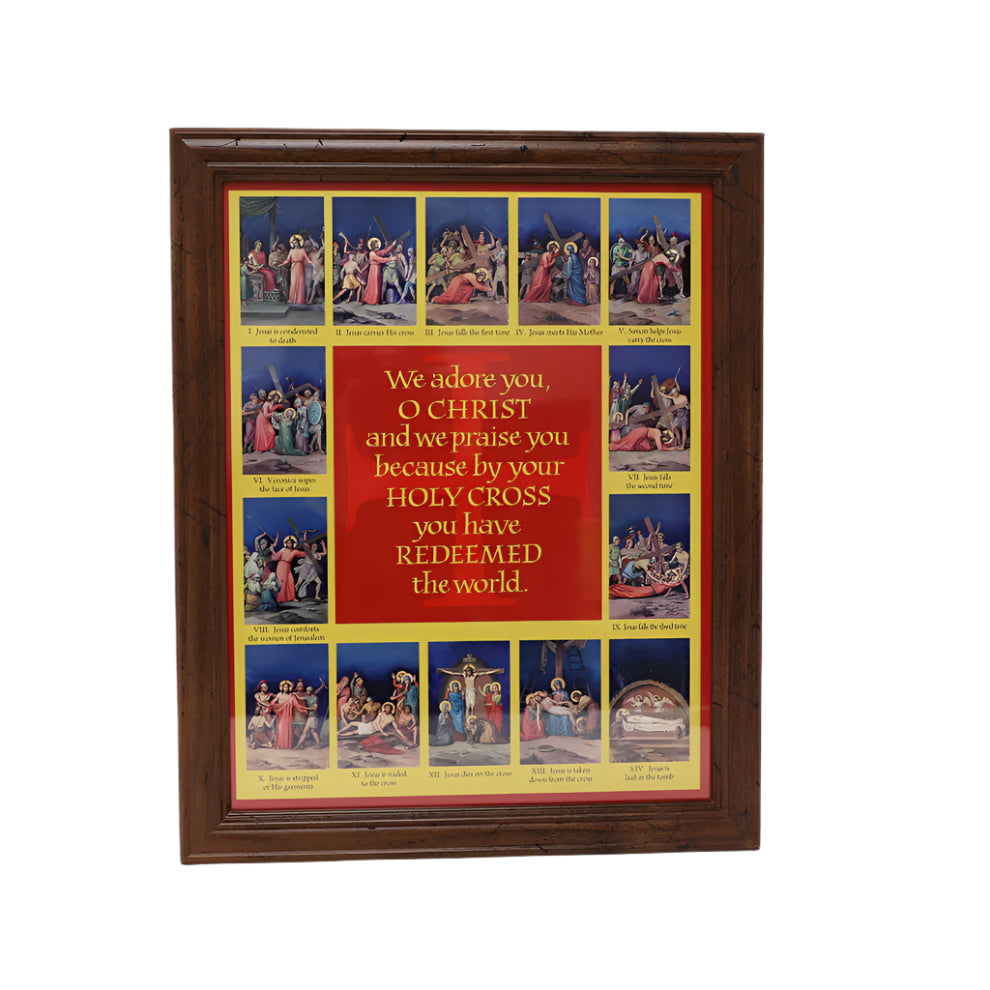 I. Jesus is condemned
to death
II. Jesus carries His cross
III. Jesus falls the first time
IV. Jesus meets His Mother
V. Simon helps Jesus
carry the cross
We adore you,
O CHRIST
and we praise you
because by your
HOLY CROSS
you have
REDEEMED
the world.
VI. Veronica wipes
the face of Jesus
VII. Jesus falls
the second time
VIII. Jesus comforts
the women of Jerusalem
IX. Jesus falls the third time
X. Jesus is stripped
of His garments
XI. Jesus is nailed
to the cross
XII. Jesus dies on the cross
XIII. Jesus is taken
down from the cross
XIV. Jesus is
laid in the tomb